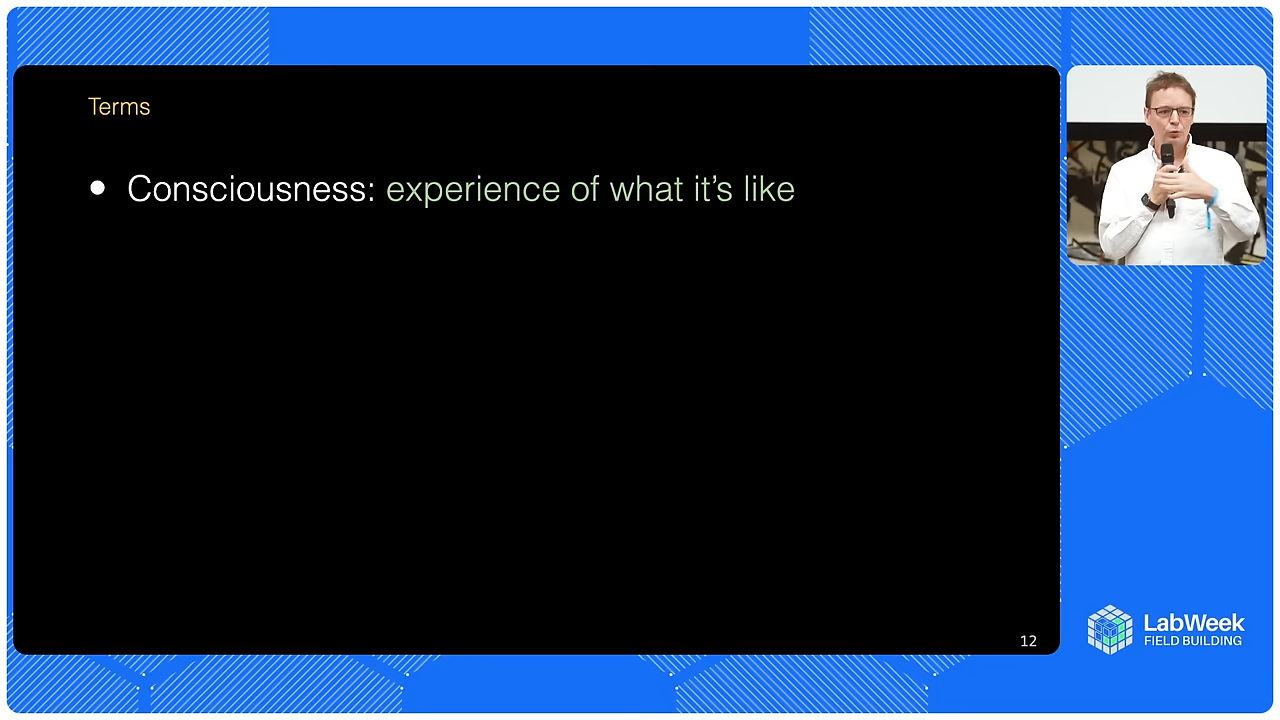 Terms
• Consciousness: experience of what it’s like
12
LabWeek
FIELD BUILDING